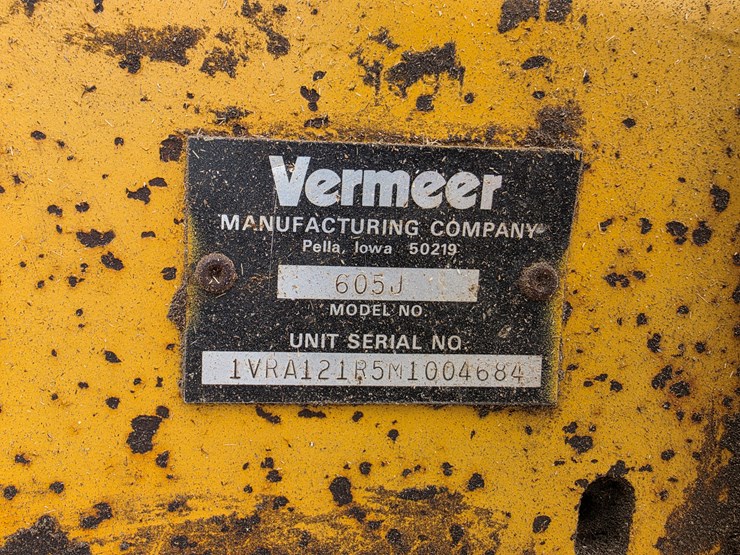 Vermeer
MANUFACTURING COMPANY
Pella, Iowa 50219
605J
MODEL NO.
UNIT SERIAL NO.
1VRA121R5M1004684